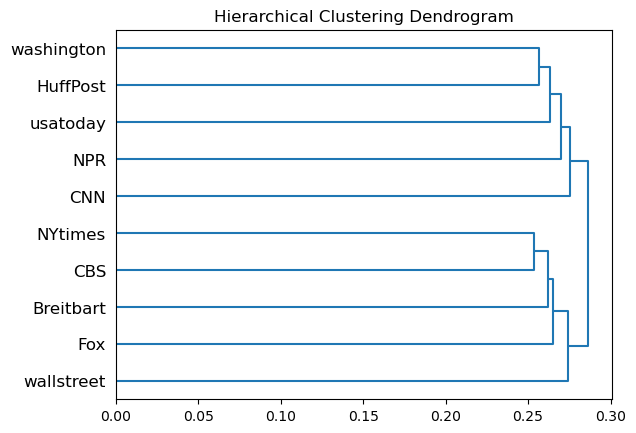 Hierarchical Clustering Dendrogram
washington
HuffPost
usatoday
NPR
CNN
NYtimes
CBS
Breitbart
Fox
wallstreet
0.00 0.05 0.10 0.15 0.20 0.25 0.30